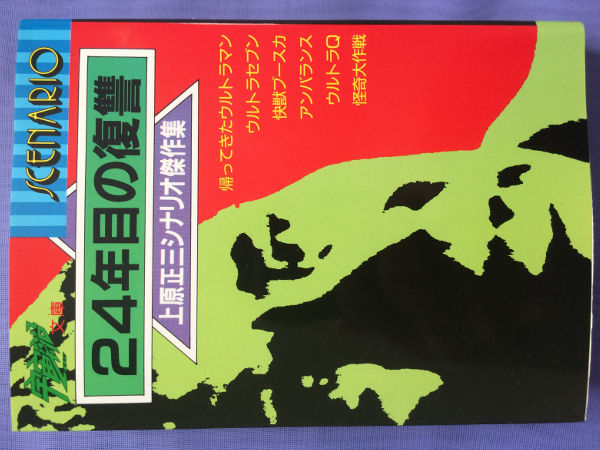 SCENARIO
宇宙船
文庫
24年目の復讐
上原正三シナリオ傑作集
帰ってきたウルトラマン
ウルトラセブン
快獣ブースカ
アンバランス
ウルトラQ
怪奇大作戦